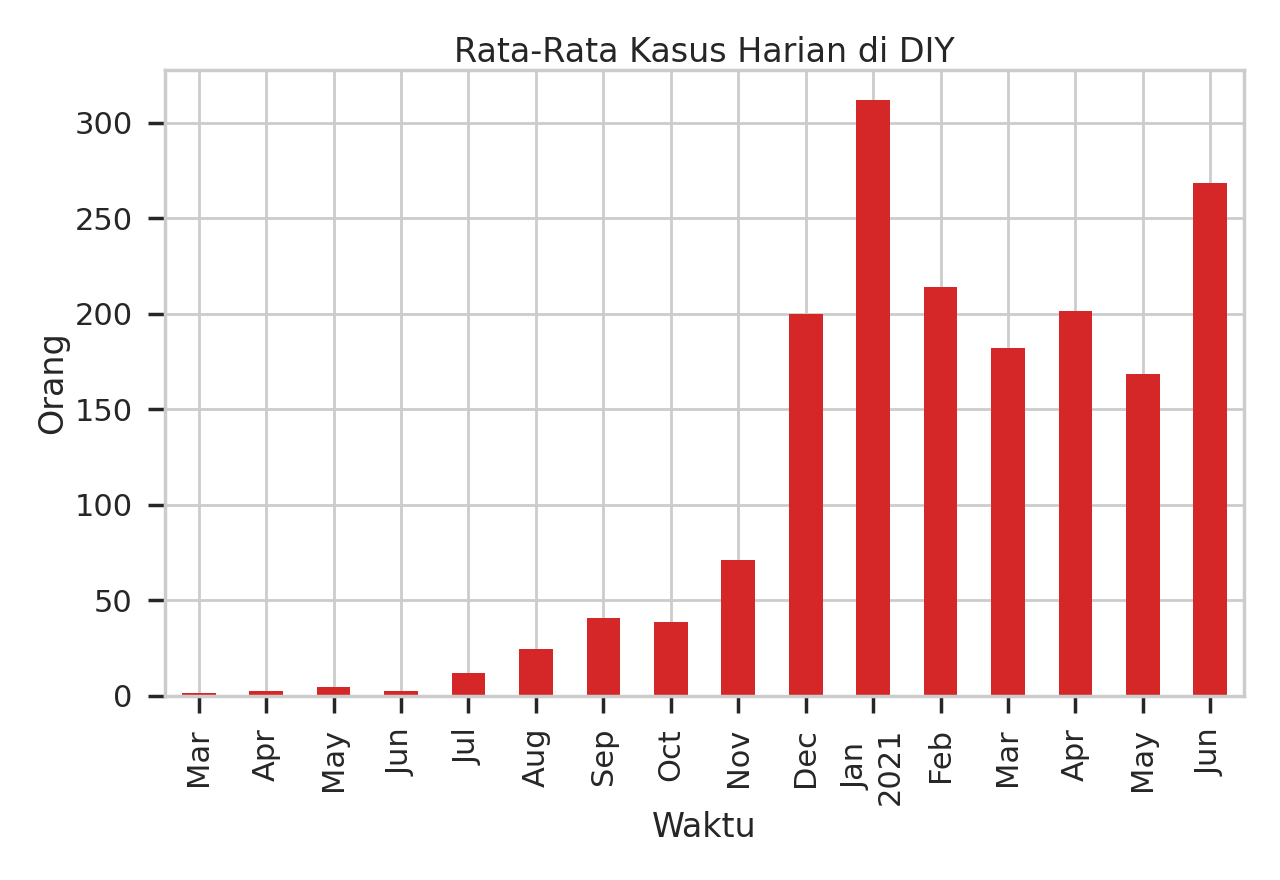 Rata-Rata Kasus Harian di DIY
Orang
300
250
200
150
100
50
0
Mar
Apr
May
Jun
Jul
Aug
Sep
Oct
Nov
Dec
Jan
2021
Feb
Mar
Apr
May
Jun
Waktu